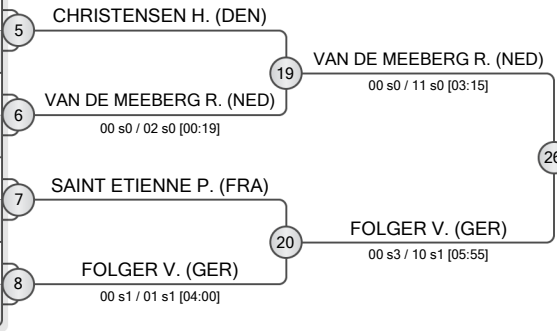 5
CHRISTENSEN H. (DEN)
19
VAN DE MEEBERG R. (NED)
00 s0 / 11 s0 [03:15]
6
VAN DE MEEBERG R. (NED)
00 s0 / 02 s0 [00:19]
26
7
SAINT ETIENNE P. (FRA)
20
FOLGER V. (GER)
00 s3 / 10 s1 [05:55]
8
FOLGER V. (GER)
00 s1 / 01 s1 [04:00]